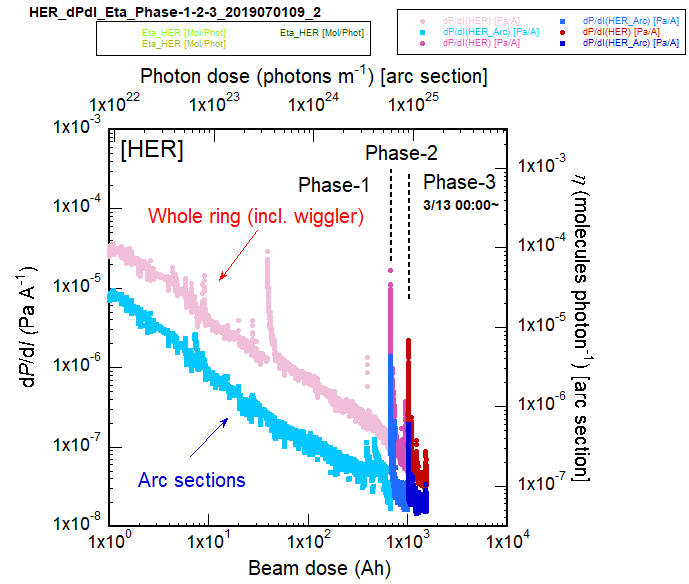 HER_dPdI_Eta_Phase-1-2-3_2019070109_2
Eta_HER [Mol/Phot]
Eta_HER [Mol/Phot]
Eta_HER [Mol/Phot]
dP/dI(HER) [Pa/A]
dP/dI(HER_Arc) [Pa/A]
dP/dI(HER) [Pa/A]
dP/dI(HER_Arc) [Pa/A]
dP/dI(HER) [Pa/A]
dP/dI(HER_Arc) [Pa/A]
Photon dose (photons m⁻¹) [arc section]
1x10²² 1x10²³ 1x10²⁴ 1x10²⁵
[HER]
Phase-2
Phase-1
Phase-3
3/13 00:00~
Whole ring (incl. wiggler)
Arc sections
dP/dI (Pa A⁻¹)
1x10⁻³
1x10⁻⁴
1x10⁻⁵
1x10⁻⁶
1x10⁻⁷
1x10⁻⁸
η (molecules photon⁻¹) [arc section]
1x10⁻³
1x10⁻⁴
1x10⁻⁵
1x10⁻⁶
1x10⁻⁷
1x10⁰ 1x10¹ 1x10² 1x10³ 1x10⁴
Beam dose (Ah)